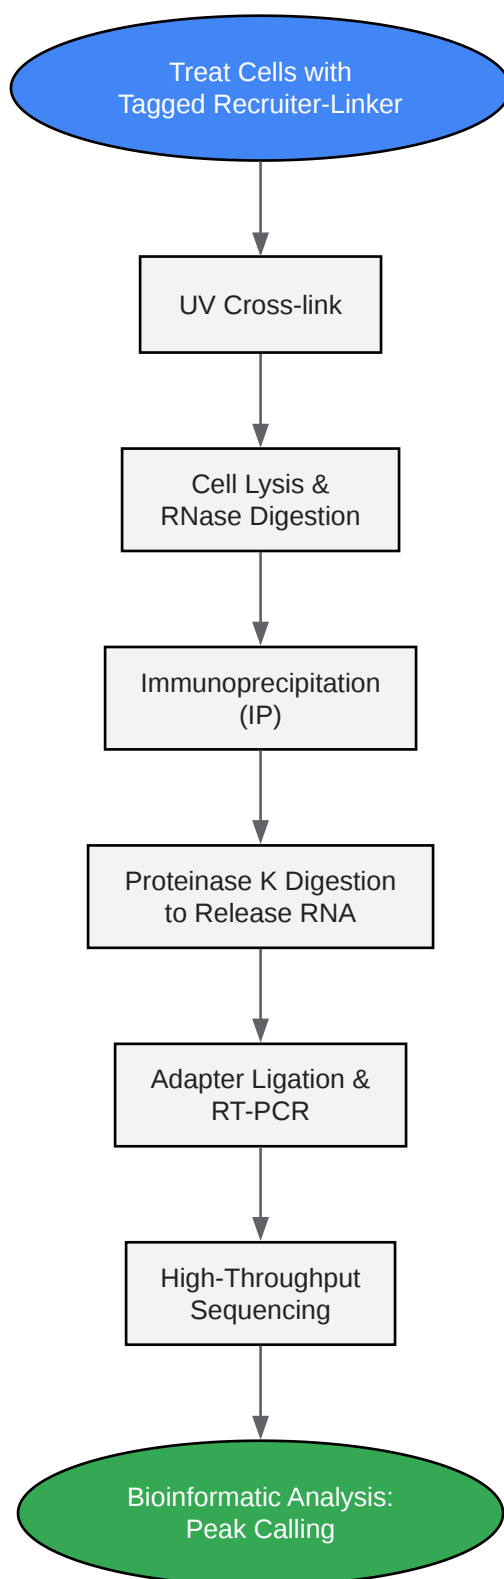 Treat Cells with
Tagged Recruiter-Linker
UV Cross-link
Cell Lysis &
RNase Digestion
Immunoprecipitation
(IP)
Proteinase K Digestion
to Release RNA
Adapter Ligation &
RT-PCR
High-Throughput
Sequencing
Bioinformatic Analysis:
Peak Calling